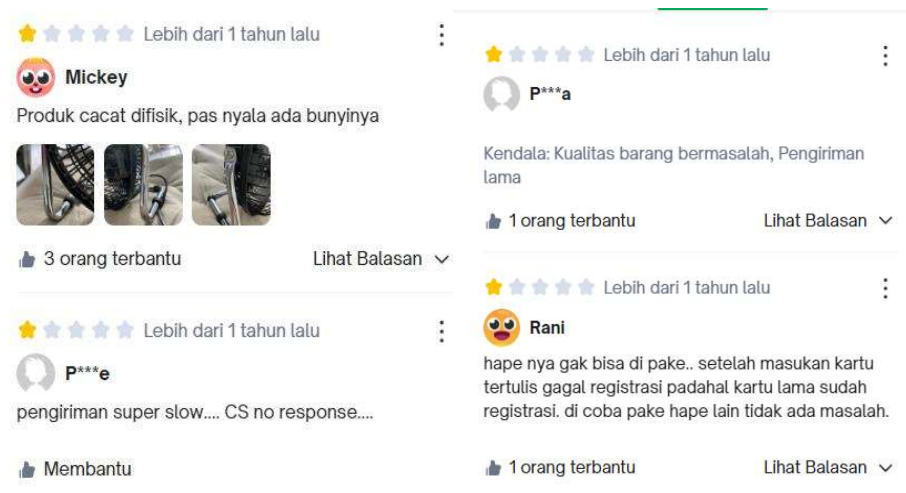 Lebih dari 1 tahun lalu
Mickey
Produk cacat difisik, pas nyala ada bunyinya
3 orang terbantu
Lihat Balasan
Lebih dari 1 tahun lalu
P***e
pengiriman super slow.... CS no response....
Membantu
Lebih dari 1 tahun lalu
P***a
Kendala: Kualitas barang bermasalah, Pengiriman
lama
1 orang terbantu
Lihat Balasan
Lebih dari 1 tahun lalu
Rani
hape nya gak bisa di pake.. setelah masukan kartu
tertulis gagal registrasi padahal kartu lama sudah
registrasi. di coba pake hape lain tidak ada masalah.
1 orang terbantu
Lihat Balasan